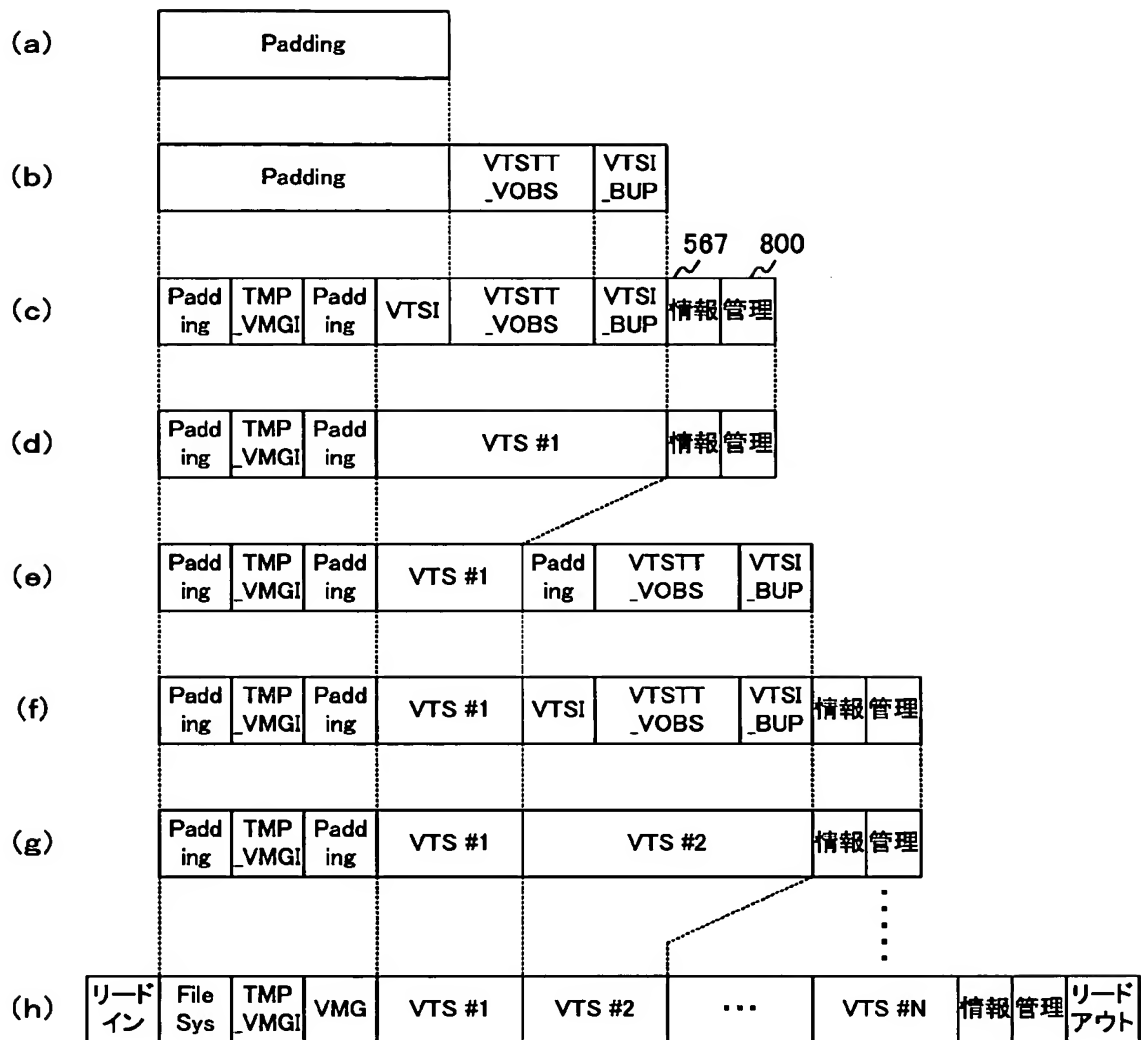 (a)
Padding
(b)
Padding
VTSTT
_VOBS
VTSI
_BUP
567
800
(c)
Padd
ing
TMP
_VMGI
Padd
ing
VTSI
VTSTT
_VOBS
VTSI
_BUP
情報
管理
(d)
Padd
ing
TMP
_VMGI
Padd
ing
VTS #1
情報
管理
(e)
Padd
ing
TMP
_VMGI
Padd
ing
VTS #1
Padd
ing
VTSTT
_VOBS
VTSI
_BUP
(f)
Padd
ing
TMP
_VMGI
Padd
ing
VTS #1
VTSI
VTSTT
_VOBS
VTSI
_BUP
情報
管理
(g)
Padd
ing
TMP
_VMGI
Padd
ing
VTS #1
VTS #2
情報
管理
(h)
リード
イン
File
Sys
TMP
_VMGI
VMG
VTS #1
VTS #2
・・・
VTS #N
情報
管理
リード
アウト